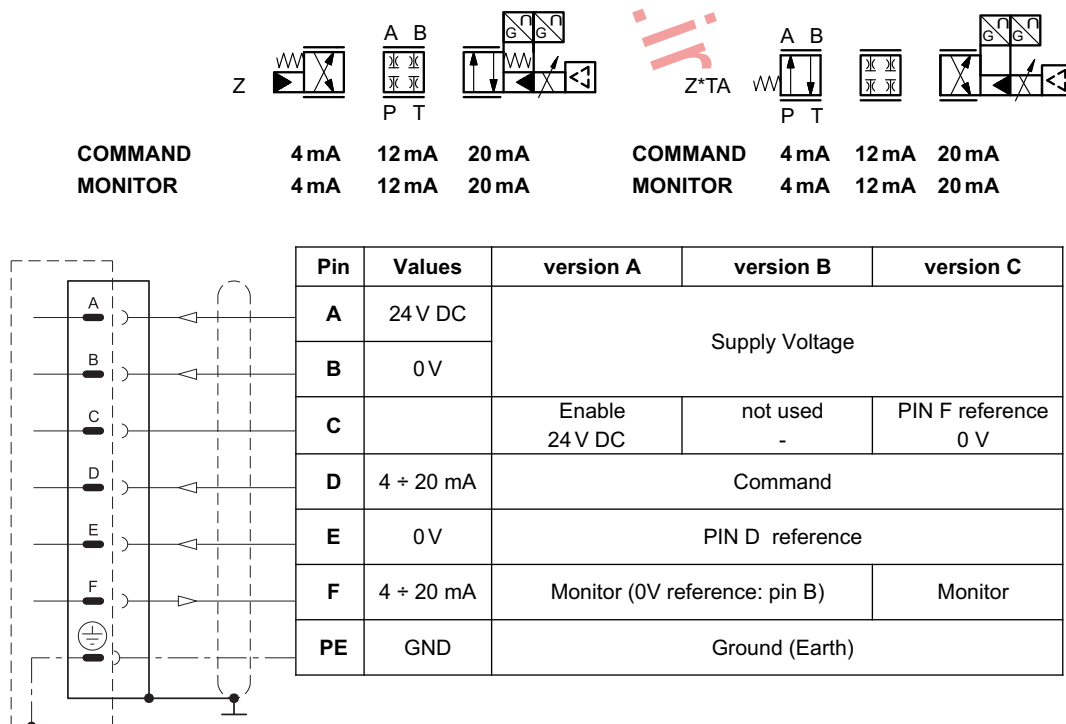 A B
G G
Z
P T
A B
G G
Z*TA
P T
COMMAND 4 mA 12 mA 20 mA
MONITOR 4 mA 12 mA 20 mA
COMMAND 4 mA 12 mA 20 mA
MONITOR 4 mA 12 mA 20 mA
.ir
Pin Values version A version B version C
A 24 V DC Supply Voltage
B 0 V
C Enable 24 V DC not used - PIN F reference 0 V
D 4 ÷ 20 mA Command
E 0 V PIN D reference
F 4 ÷ 20 mA Monitor (0V reference: pin B) Monitor
PE GND Ground (Earth)
A
B
C
D
E
F